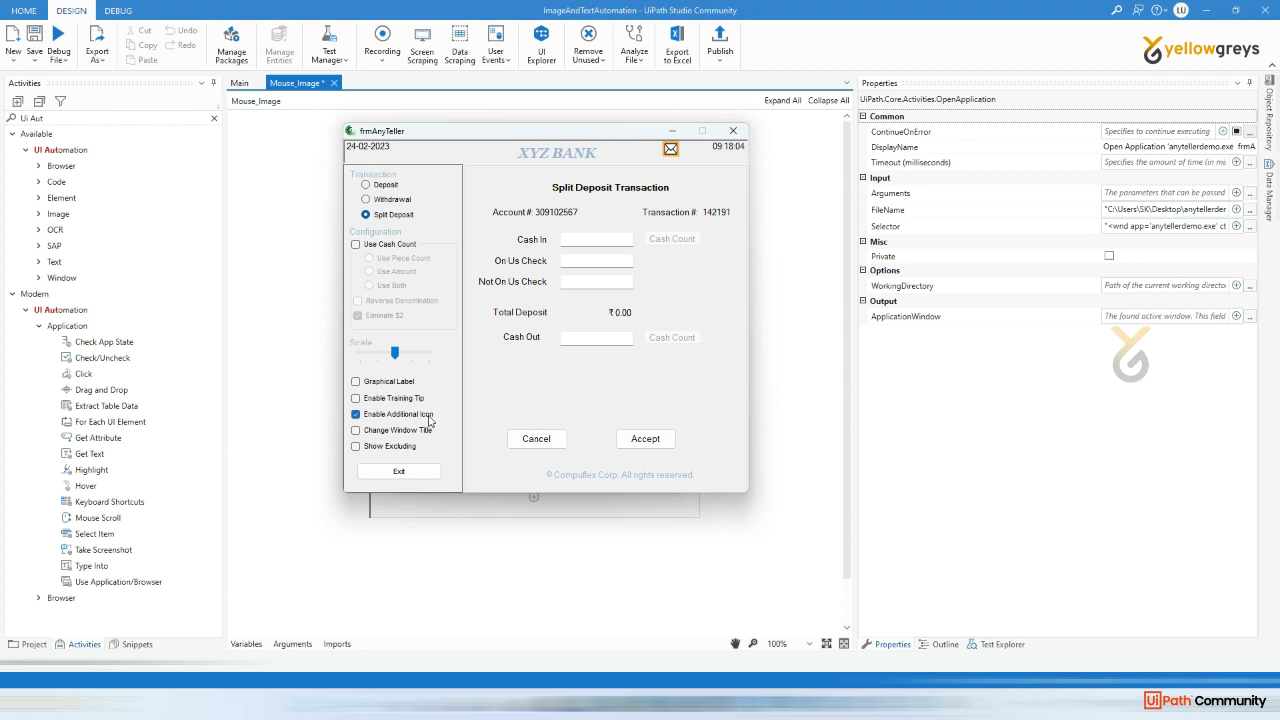 HOME
DESIGN
DEBUG
ImageAndTextAutomation - UiPath Studio Community
LU
New
Save
Debug File
Export As
Cut
Copy
Paste
Undo
Redo
Manage Packages
Manage Entities
Test Manager
Recording
Screen Scraping
Data Scraping
User Events
UI Explorer
Remove Unused
Analyze File
Export to Excel
Publish
yellowgreys
Activities
Main
Mouse_Image *
Properties
Mouse_Image
Expand All
Collapse All
UiPath.Core.Activities.OpenApplication
Object Repository
Data Manager
Ui Aut
Available
UI Automation
Browser
Code
Element
Image
OCR
SAP
Text
Window
Modern
UI Automation
Application
Check App State
Check/Uncheck
Click
Drag and Drop
Extract Table Data
For Each UI Element
Get Attribute
Get Text
Highlight
Hover
Keyboard Shortcuts
Mouse Scroll
Select Item
Take Screenshot
Type Into
Use Application/Browser
Browser
Project
Activities
Snippets
frmAnyTeller
24-02-2023
XYZ BANK
09:18:04
Transaction
Deposit
Withdrawal
Split Deposit
Configuration
Use Cash Count
Use Piece Count
Use Amount
Use Both
Reverse Denomination
Eliminate $2
Scale
Graphical Label
Enable Training Tip
Enable Additional Icon
Change Window Title
Show Excluding
Exit
Split Deposit Transaction
Account #: 309102567
Transaction #: 142191
Cash In
Cash Count
On Us Check
Not On Us Check
Total Deposit
₹ 0.00
Cash Out
Cash Count
Cancel
Accept
© Compuflex Corp. All rights reserved.
Variables
Arguments
Imports
100%
Common
ContinueOnError
Specifies to continue executing
DisplayName
Open Application 'anytellerdemo.exe' frmA
Timeout (milliseconds)
Specifies the amount of time (in mi
Input
Arguments
The parameters that can be passed
FileName
"C:\Users\SK\Desktop\anytellerder
Selector
"<wnd app='anytellerdemo.exe' ct
Misc
Private
Options
WorkingDirectory
Path of the current working directo
Output
ApplicationWindow
The found active window. This field
Properties
Outline
Test Explorer
UiPath Community